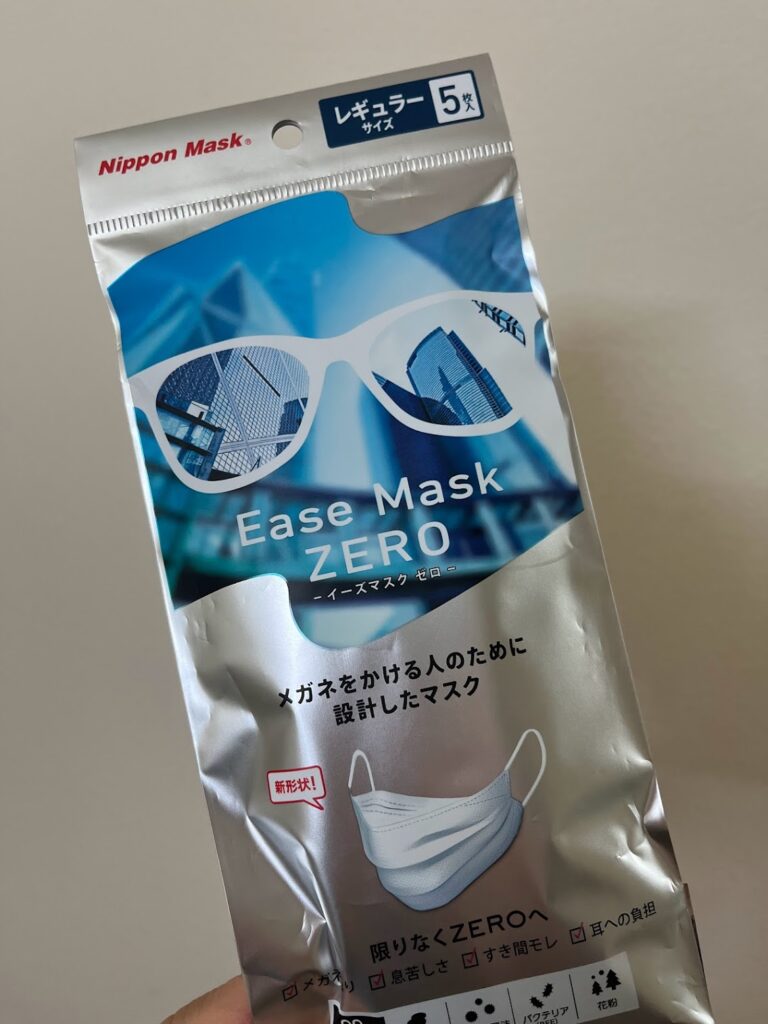 Nippon Mask®
レギュラー
サイズ
5枚入
Ease Mask
ZERO
－イーズマスク ゼロ－
メガネをかける人のために
設計したマスク
新形状!
限りなくZEROへ
息苦しさ
すき間モレ
耳への負担
バクテリア
花粉